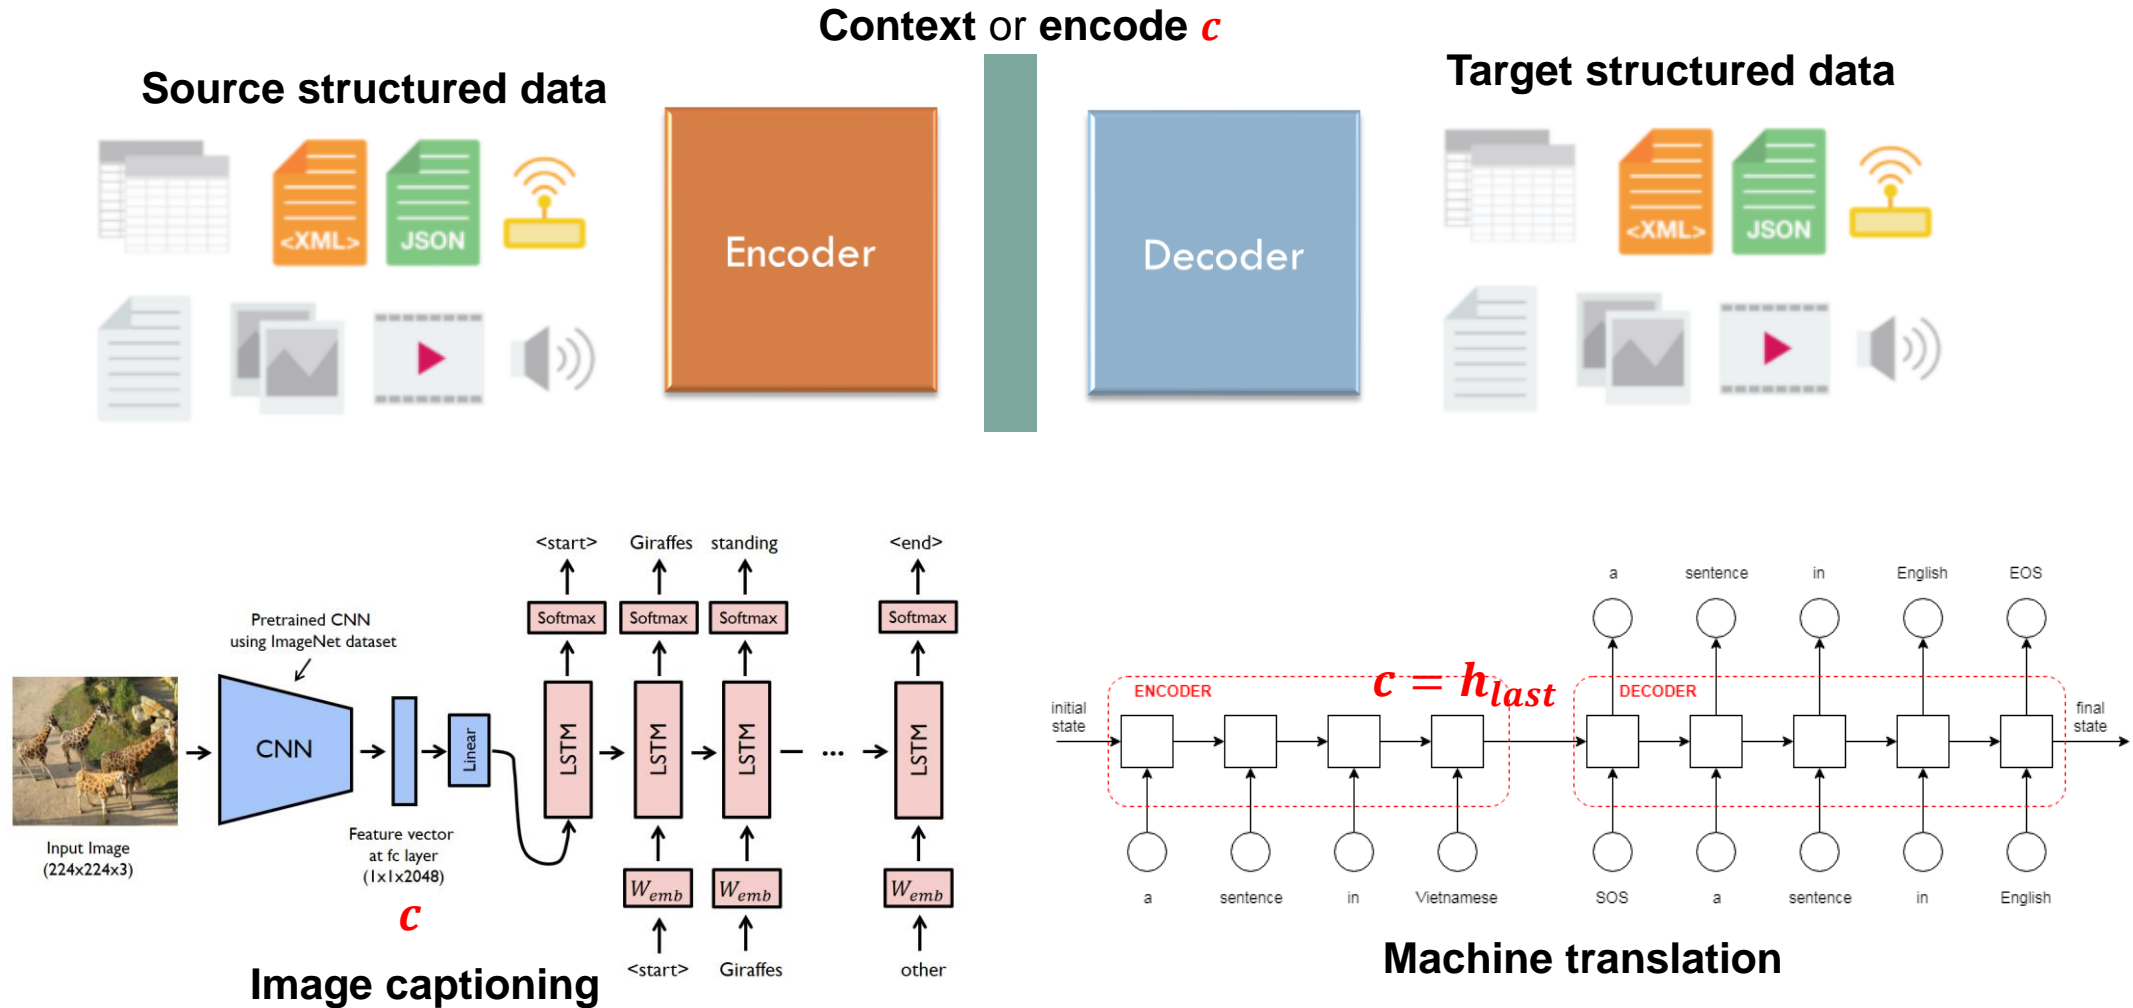 Context or encode c
Source structured data
Target structured data
<XML>
JSON
<XML>
JSON
Encoder
Decoder
<start> Giraffes standing <end>
Softmax Softmax Softmax Softmax
Pretrained CNN
using ImageNet dataset
CNN
Linear
LSTM LSTM LSTM ... LSTM
Input Image
(224x224x3)
Feature vector
at fc layer
(1x1x2048)
c
W_emb W_emb W_emb
<start> Giraffes other
Image captioning
a sentence in English EOS
ENCODER
c = h_last
DECODER
initial
state
final
state
a sentence in Vietnamese SOS a sentence in English
Machine translation